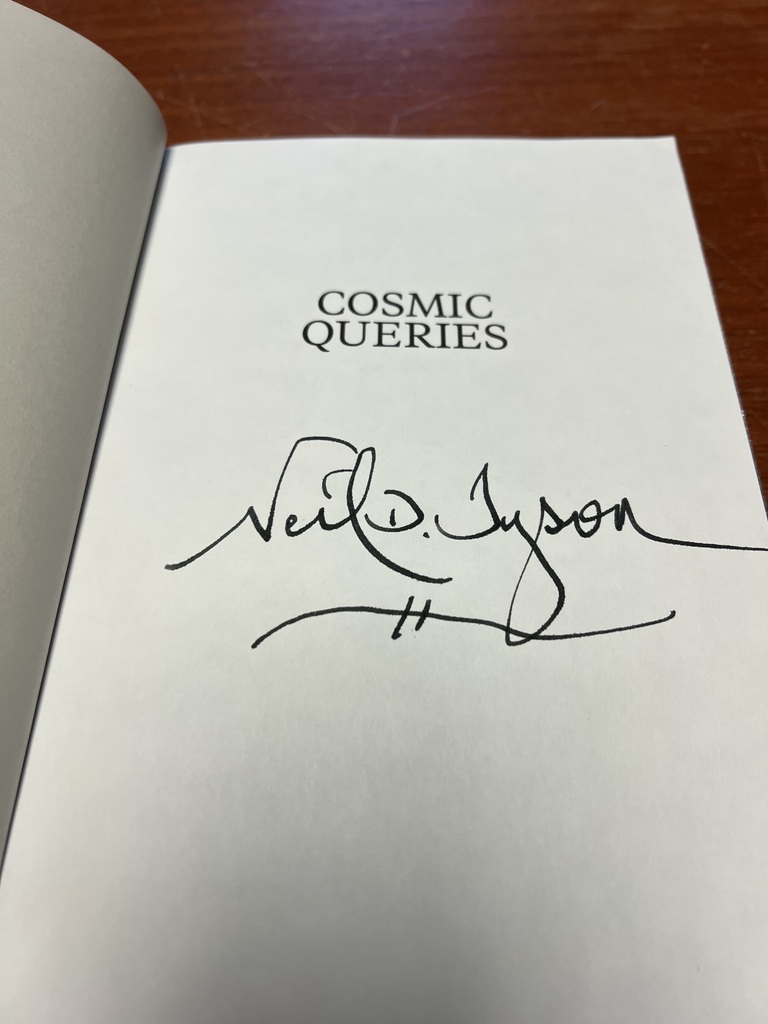 COSMIC
QUERIES
Neil D. Tyson